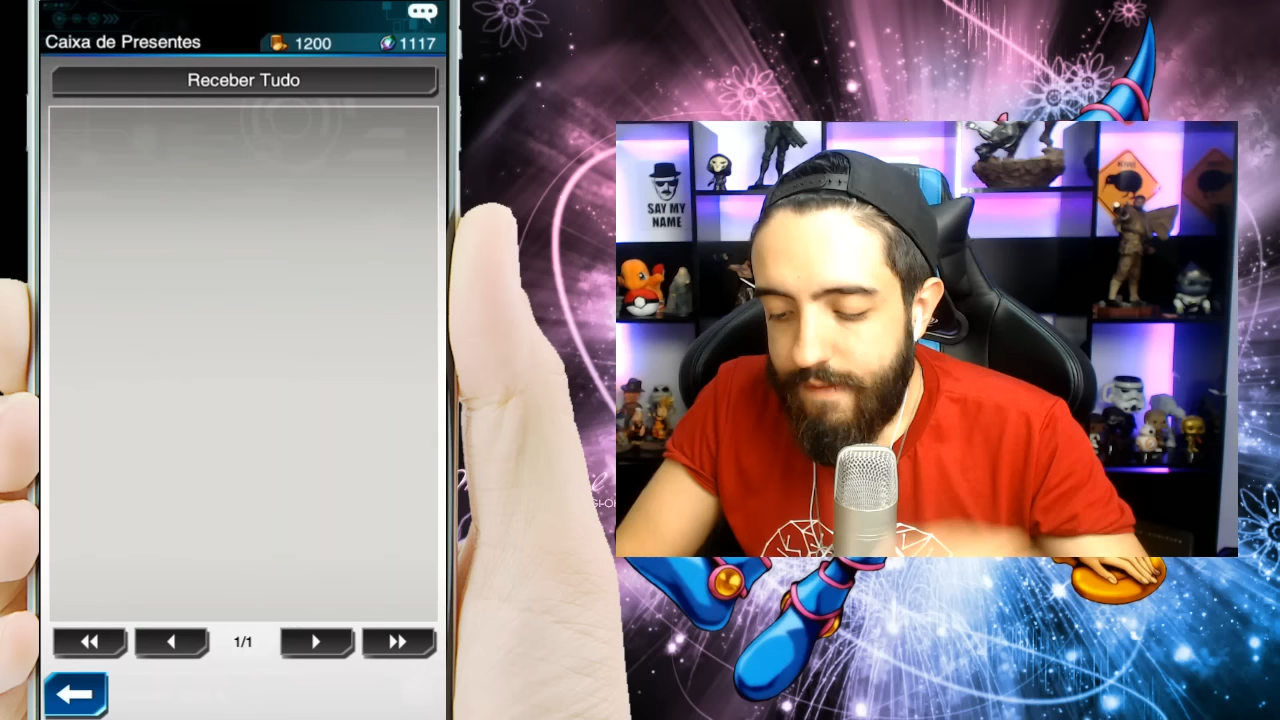 Caixa de Presentes
1200
1117
Receber Tudo
1/1
SAY MY
NAME